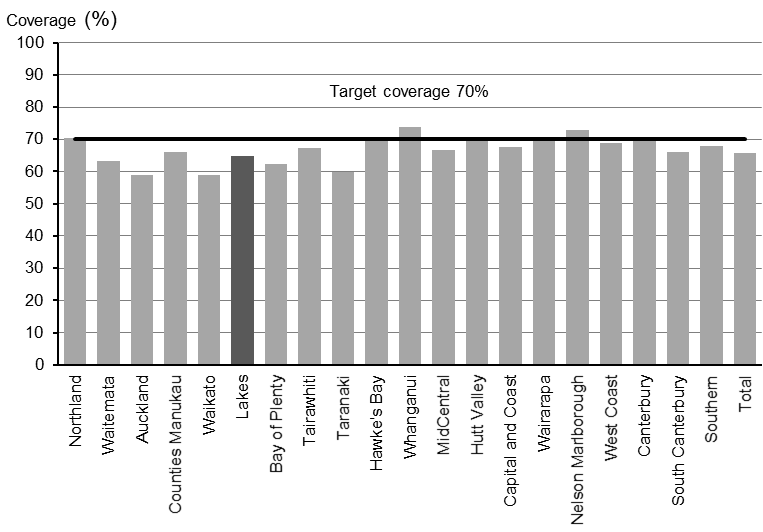 Coverage (%)
100
90
80
70
60
50
40
30
20
10
0
Target coverage 70%
Northland
Waitemata
Auckland
Counties Manukau
Waikato
Lakes
Bay of Plenty
Tairawhiti
Taranaki
Hawke's Bay
Whanganui
MidCentral
Hutt Valley
Capital and Coast
Wairarapa
Nelson Marlborough
West Coast
Canterbury
South Canterbury
Southern
Total